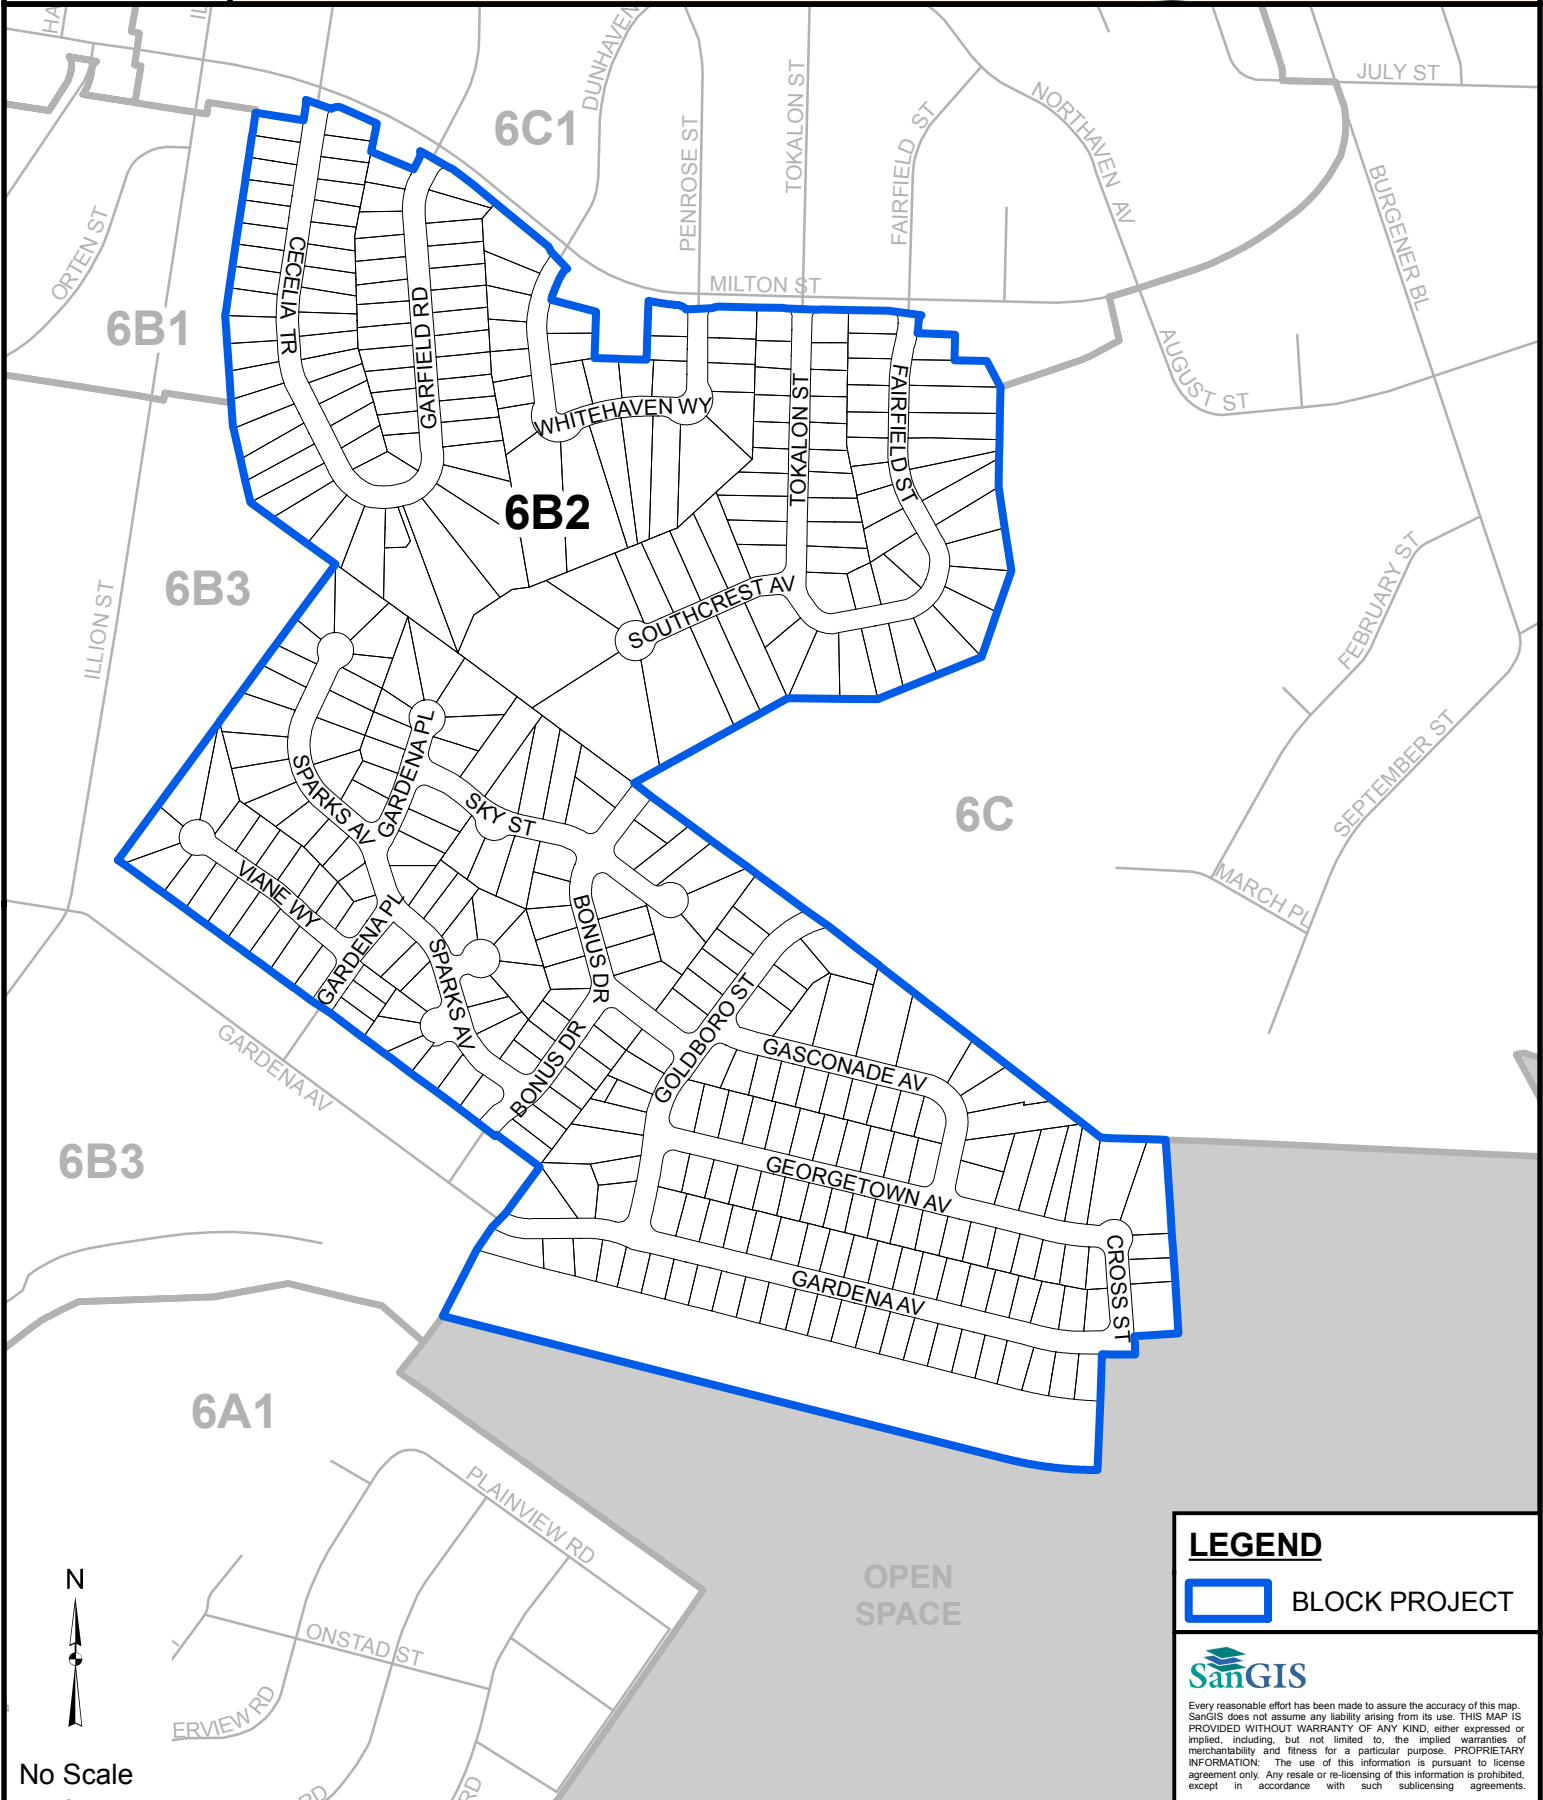 DUNHAVEN
6C1
PENROSE ST
TOKALON ST
FAIRFIELD ST
NORTHAVEN AV
JULY ST
BURGENER BL
ORTEN ST
6B1
MILTON ST
AUGUST ST
CECELIA TR
GARFIELD RD
WHITEHAVEN WY
TOKALON ST
FAIRFIELD ST
6B2
6B3
ILLION ST
SOUTHCREST AV
FEBRUARY ST
SEPTEMBER ST
MARCH PL
6C
SPARKS AV
GARDENA PL
SKY ST
VIANE WY
GARDENA PL
SPARKS AV
BONUS DR
BONUS DR
GOLDBORO ST
GASCONADE AV
GARDENA AV
6B3
GEORGETOWN AV
CROSS ST
GARDENA AV
6A1
PLAINVIEW RD
ONSTAD ST
ERVIEW RD
RD
RD
OPEN
SPACE
N
No Scale
LEGEND
BLOCK PROJECT
SanGIS
Every reasonable effort has been made to assure the accuracy of this map.
SanGIS does not assume any liability arising from its use. THIS MAP IS
PROVIDED WITHOUT WARRANTY OF ANY KIND, either expressed or
implied, including, but not limited to, the implied warranties of
merchantability and fitness for a particular purpose. PROPRIETARY
INFORMATION: The use of this information is pursuant to license
agreement only. Any resale or re-licensing of this information is prohibited,
except in accordance with such sublicensing agreements.